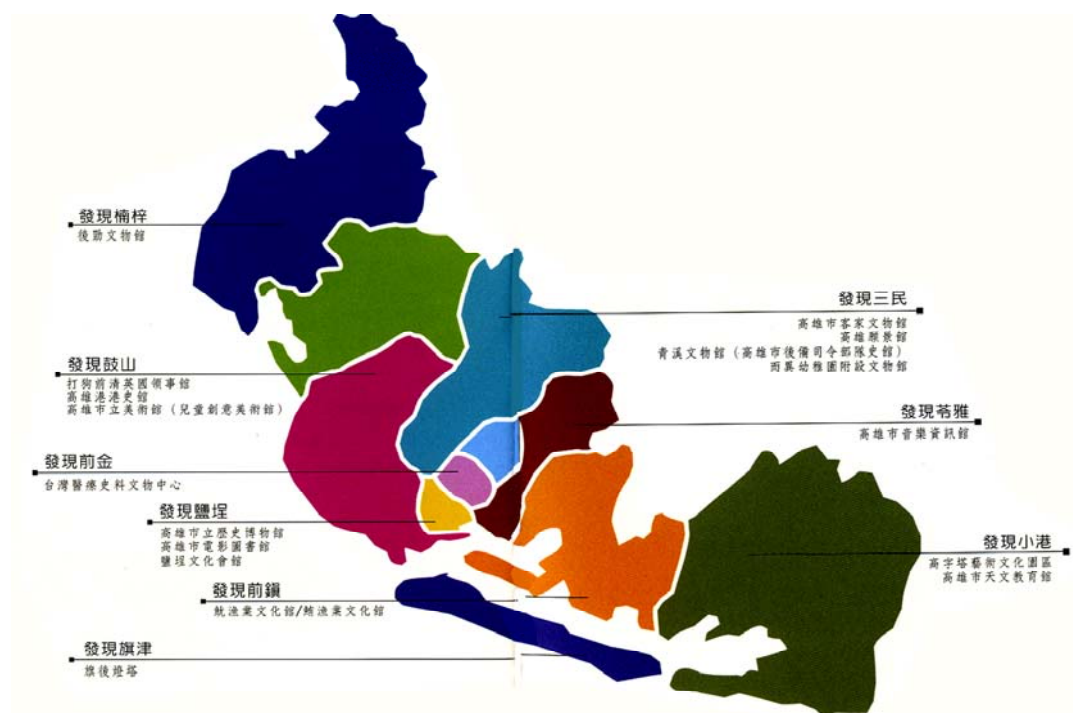 發現楠梓
後勁文物館
發現三民
高雄市客家文物館
高雄願景館
青溪文物館（高雄市後備司令部隊史館）
雨異幼稚園附設文物館
發現鼓山
打狗前清英國領事館
高雄港港史館
高雄市立美術館（兒童創意美術館）
發現苓雅
高雄市音樂資訊館
發現前金
台灣醫療史料文物中心
發現鹽埕
高雄市立歷史博物館
高雄市電影圖書館
鹽埕文化會館
發現小港
高字塔藝術文化園區
高雄市天文教育館
發現前鎮
魷漁業文化館/鮪漁業文化館
發現旗津
旗後燈塔